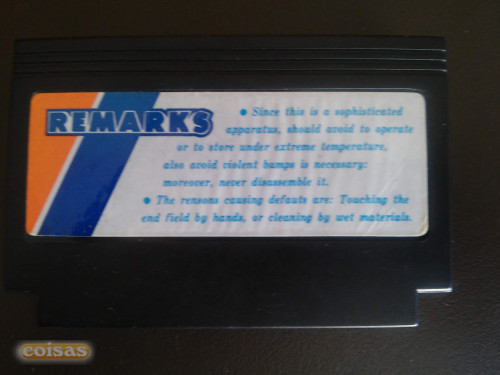 REMARKS
● Since this is a sophisticated
apparatus, should avoid to operate
or to store under extreme temperature,
also avoid violent bumps is necessary;
moreover, never disassemble it.
● The rensons causing defauts are: Touching the
end field by hands, or cleaning by wet materials.
coisas